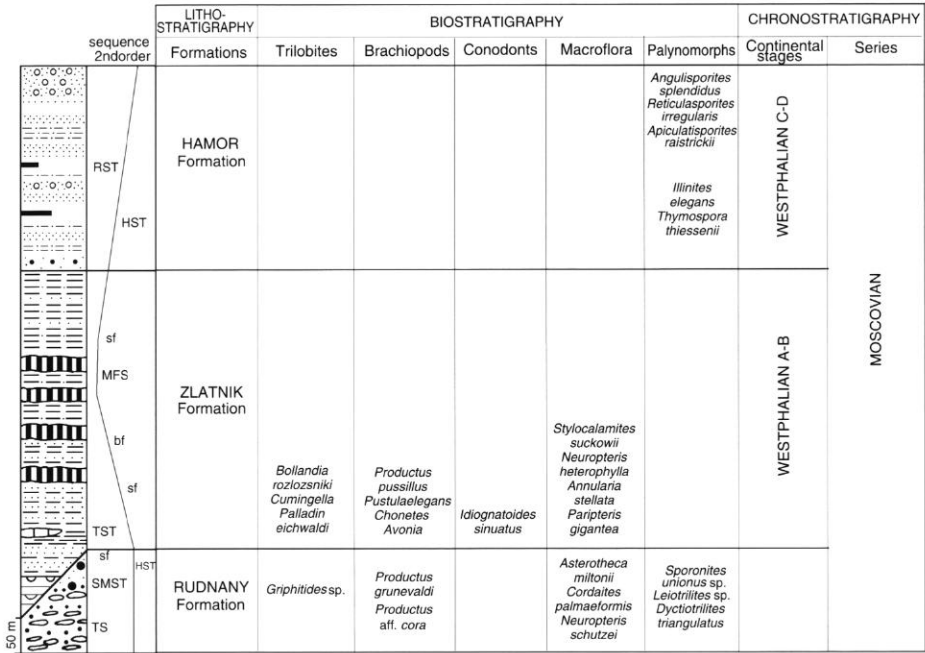 LITHO-
STRATIGRAPHY
BIOSTRATIGRAPHY
CHRONOSTRATIGRAPHY
sequence
2ndorder
Formations
Trilobites
Brachiopods
Conodonts
Macroflora
Palynomorphs
Continental
stages
Series
RST
HST
HAMOR
Formation
Angulisporites
splendidus
Reticulasporites
irregularis
Apiculatisporites
raistrickii
Illinites
elegans
Thymospora
thiessenii
WESTPHALIAN C-D
MOSCOVIAN
sf
MFS
bf
sf
TST
ZLATNIK
Formation
Bollandia
rozlozsniki
Cumingella
Palladin
eichwaldi
Productus
pussillus
Pustulaelegans
Chonetes
Avonia
Idiognatoides
sinuatus
Stylocalamites
suckowii
Neuropteris
heterophylla
Annularia
stellata
Paripteris
gigantea
WESTPHALIAN A-B
sf
HST
SMST
TS
50 m
RUDNANY
Formation
Griphitides sp.
Productus
grunevaldi
Productus
aff. cora
Asterotheca
miltonii
Cordaites
palmaeformis
Neuropteris
schutzei
Sporonites
unionus sp.
Leiotrilites sp.
Dyctiotrilites
triangulatus